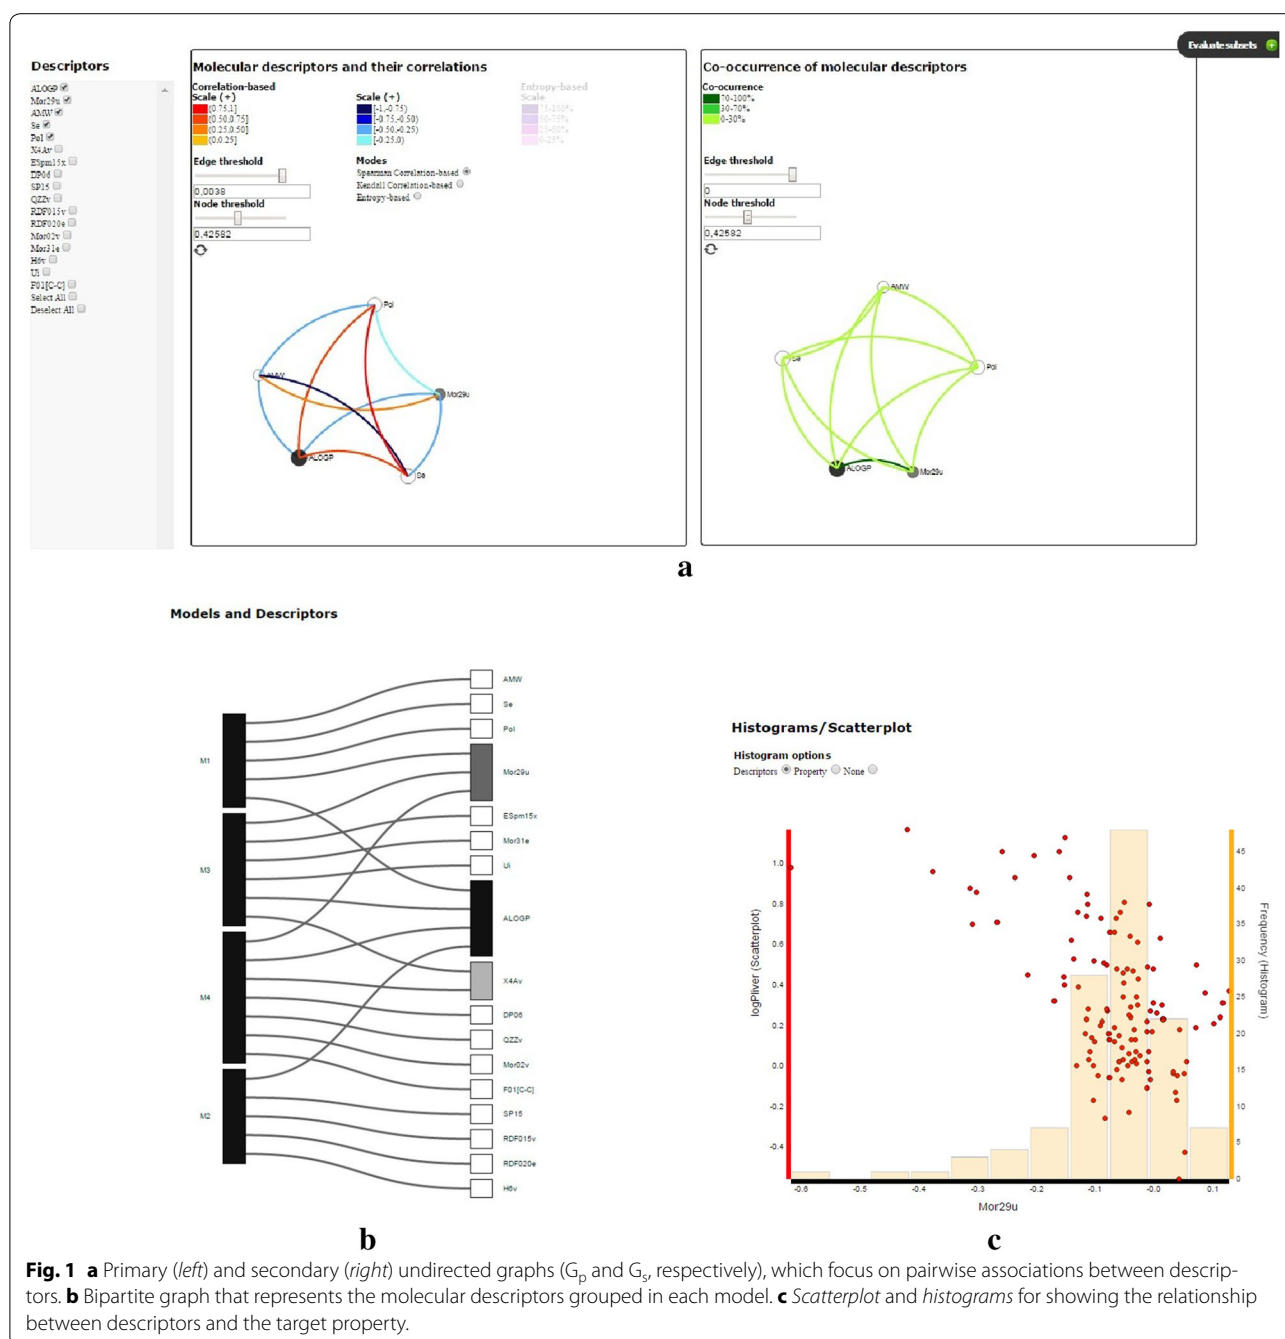 Evaluate subsets
Descriptors
ALOGP
Mor29u
AMW
Se
Pol
X4Av
ESpm15x
DP06
SP15
QZZv
RDF015v
RDF020e
Mor02v
Mor31e
H6v
Ui
F01[C-C]
Select All
Deselect All
Molecular descriptors and their correlations
Correlation-based
Scale (+)
(0.75,1]
(0.50,0.75]
(0.25,0.50]
(0,0.25]
Scale (+)
[-1,-0.75)
[-0.75,-0.50)
[-0.50,-0.25)
[-0.25,0)
Entropy-based
Scale
75-100%
50-75%
25-50%
0-25%
Edge threshold
0,0038
Node threshold
0,42582
Modes
Spearman Correlation-based
Kendall Correlation-based
Entropy-based
Pol
AMW
Mor29u
ALOGP
Se
Co-occurrence of molecular descriptors
Co-occurrence
70-100%
30-70%
0-30%
Edge threshold
0
Node threshold
0,42582
AMW
Se
Pol
ALOGP
Mor29u
a
Models and Descriptors
M1
M3
M4
M2
AMW
Se
Pol
Mor29u
ESpm15x
Mor31e
Ui
ALOGP
X4Av
DP06
QZZv
Mor02v
F01[C-C]
SP15
RDF015v
RDF020e
H6v
b
Histograms/Scatterplot
Histogram options
Descriptors Property None
logPliver (Scatterplot)
1.0
0.8
0.6
0.4
0.2
0.0
-0.2
-0.4
-0.6 -0.5 -0.4 -0.3 -0.2 -0.1 -0.0 0.1
Mor29u
45
40
35
30
25
20
15
10
5
0
Frequency (Histogram)
c
Fig. 1 a Primary (left) and secondary (right) undirected graphs (Gp and Gs, respectively), which focus on pairwise associations between descrip-
tors. b Bipartite graph that represents the molecular descriptors grouped in each model. c Scatterplot and histograms for showing the relationship
between descriptors and the target property.